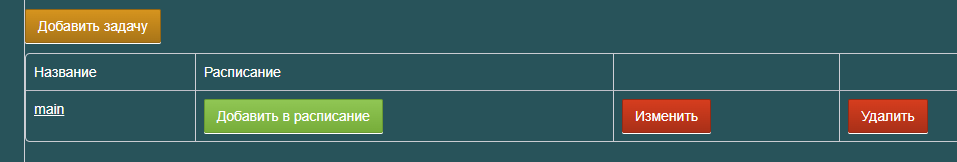 Добавить задачу
Название Расписание
main Добавить в расписание Изменить Удалить